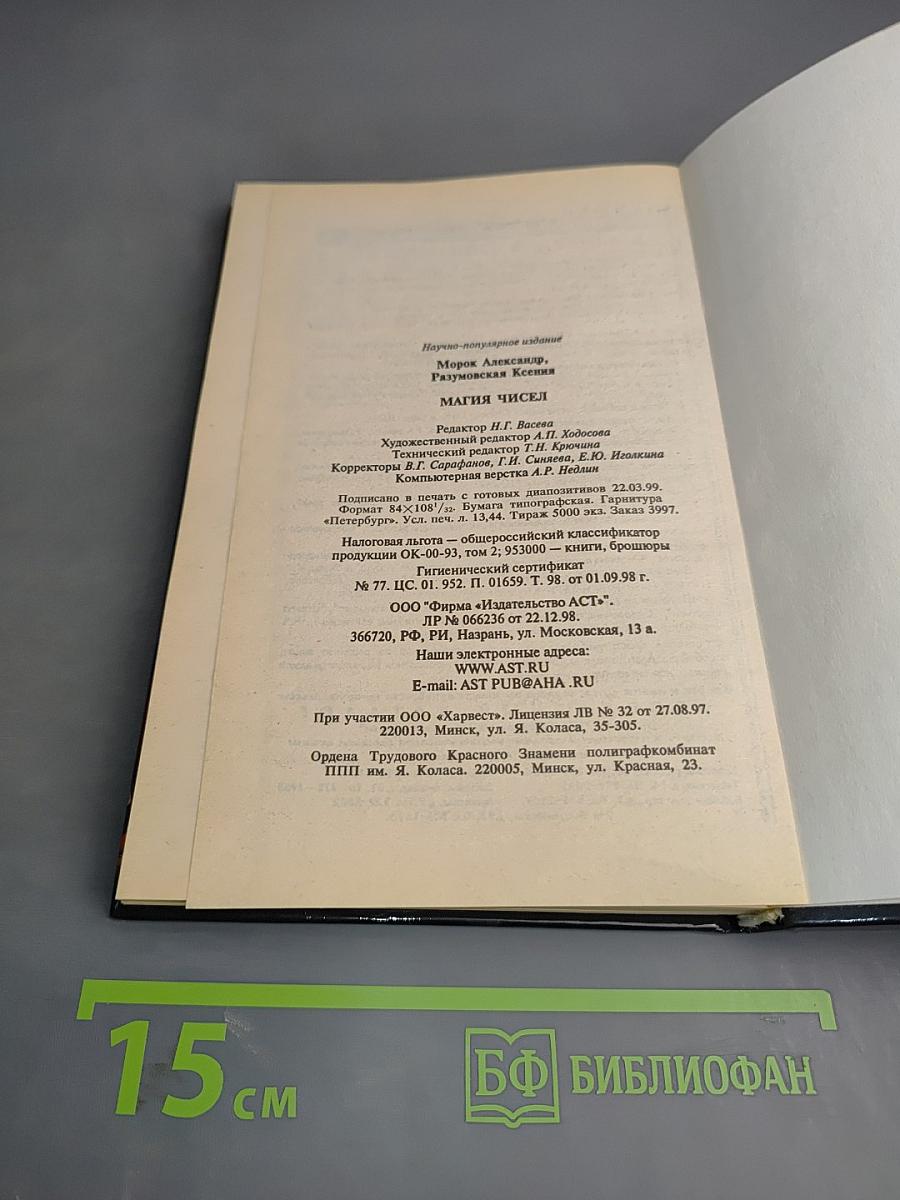 Научно-популярное издание
Морок Александр,
Разумовская Ксения
МАГИЯ ЧИСЕЛ
Редактор Н.Г. Васева
Художественный редактор А.П. Ходосова
Технический редактор Т.Н. Крючина
Корректоры В.Г. Сарафанов, Г.И. Синяева, Е.Ю. Иголкина
Компьютерная верстка А.Р. Недлин
Подписано в печать с готовых диапозитивов 22.03.99.
Формат 84×108¹/₃₂. Бумага типографская. Гарнитура
«Петербург». Усл. печ. л. 13,44. Тираж 5000 экз. Заказ 3997.
Налоговая льгота — общероссийский классификатор
продукции ОК-00-93, том 2; 953000 — книги, брошюры
Гигиенический сертификат
№ 77. ЦС. 01. 952. П. 01659. Т. 98. от 01.09.98 г.
ООО "Фирма «Издательство АСТ»".
ЛР № 066236 от 22.12.98.
366720, РФ, РИ, Назрань, ул. Московская, 13 а.
Наши электронные адреса:
WWW.AST.RU
E-mail: AST PUB@AHA .RU
При участии ООО «Харвест». Лицензия ЛВ № 32 от 27.08.97.
220013, Минск, ул. Я. Коласа, 35-305.
Ордена Трудового Красного Знамени полиграфкомбинат
ППП им. Я. Коласа. 220005, Минск, ул. Красная, 23.
15 см
БФ БИБЛИОФАН